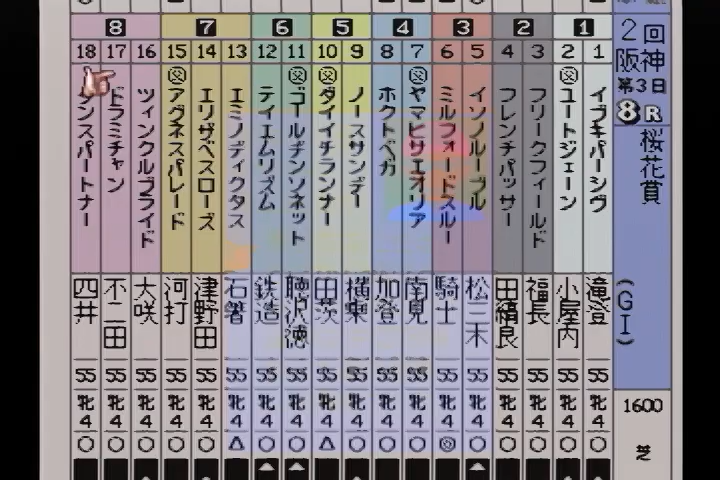 2回
阪神
第3日
8R
桜花賞
(GI)
1600
芝
8 7 6 5 4 3 2 1
18 17 16 15 14 13 12 11 10 9 8 7 6 5 4 3 2 1
イブキパーシヴ
父 ユートジェーン
フリークフィールド
フレンチパッサー
イソノルーブル
ミルフォードスルー
父 ヤマヒサエオリア
ホクトベガ
ノースサンデー
父 ダイイチランナー
父 ゴールデンソネット
テイエムリズム
エミノディクタス
エリザベスローズ
父 アグネスパレード
ツィンクルブライド
ドラミチャン
ンスパートナー
滝登
小屋内
福長
田縞良
松三木
騎士
南見
加登
横乗
田茨
聴沢徳
鉄造
石箸
津野田
河打
大咲
不二田
四井
55 55 55 55 55 55 55 55 55 55 55 55 55 55 55 55 55 55
牝4 牝4 牝4 牝4 牝4 牝4 牝4 牝4 牝4 牝4 牝4 牝4 牝4 牝4 牝4 牝4 牝4 牝4
○ ○ ○ ○ ○ △ ○ ○ △ ○ ○ ○ ◎ ○ ○ ○ ○ ○